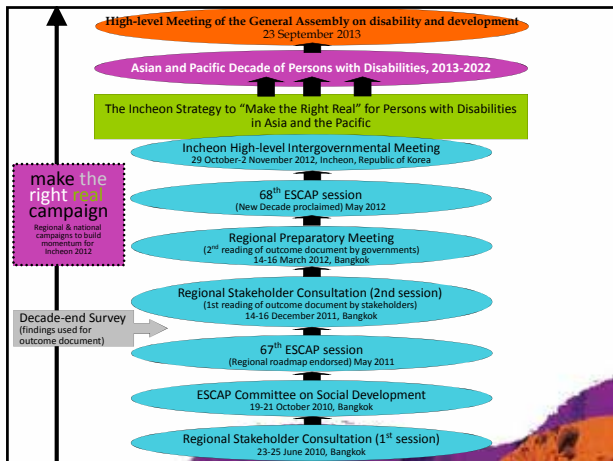 High-level Meeting of the General Assembly on disability and development
23 September 2013
Asian and Pacific Decade of Persons with Disabilities, 2013-2022
The Incheon Strategy to “Make the Right Real” for Persons with Disabilities
in Asia and the Pacific
Incheon High-level Intergovernmental Meeting
29 October-2 November 2012, Incheon, Republic of Korea
make the
right real
campaign
Regional & national
campaigns to build
momentum for
Incheon 2012
68th ESCAP session
(New Decade proclaimed) May 2012
Regional Preparatory Meeting
(2nd reading of outcome document by governments)
14-16 March 2012, Bangkok
Regional Stakeholder Consultation (2nd session)
(1st reading of outcome document by stakeholders)
14-16 December 2011, Bangkok
Decade-end Survey
(findings used for
outcome document)
67th ESCAP session
(Regional roadmap endorsed) May 2011
ESCAP Committee on Social Development
19-21 October 2010, Bangkok
Regional Stakeholder Consultation (1st session)
23-25 June 2010, Bangkok